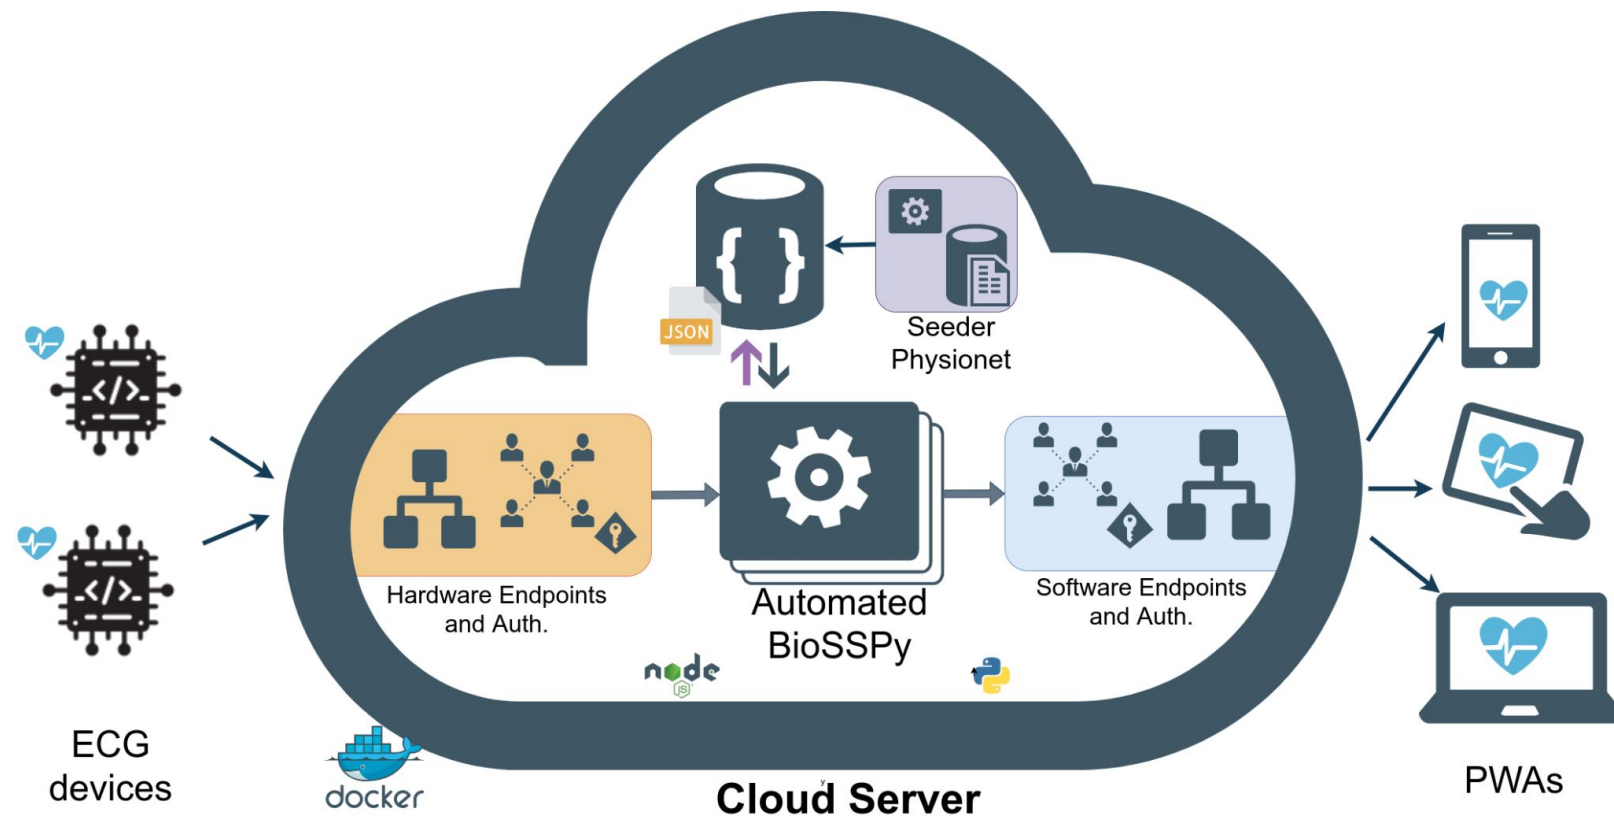 JSON
Seeder
Physionet
Hardware Endpoints
and Auth.
Automated
BioSSPy
Software Endpoints
and Auth.
node
JS
ECG
devices
docker
y
Cloud Server
PWAs